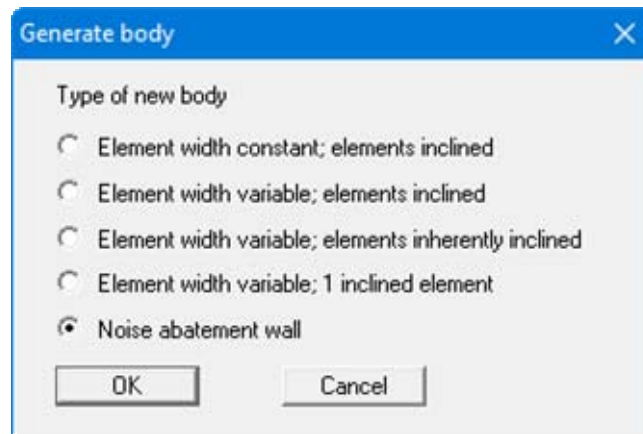 Generate body
Type of new body
Element width constant; elements inclined
Element width variable; elements inclined
Element width variable; elements inherently inclined
Element width variable; 1 inclined element
Noise abatement wall
OK
Cancel